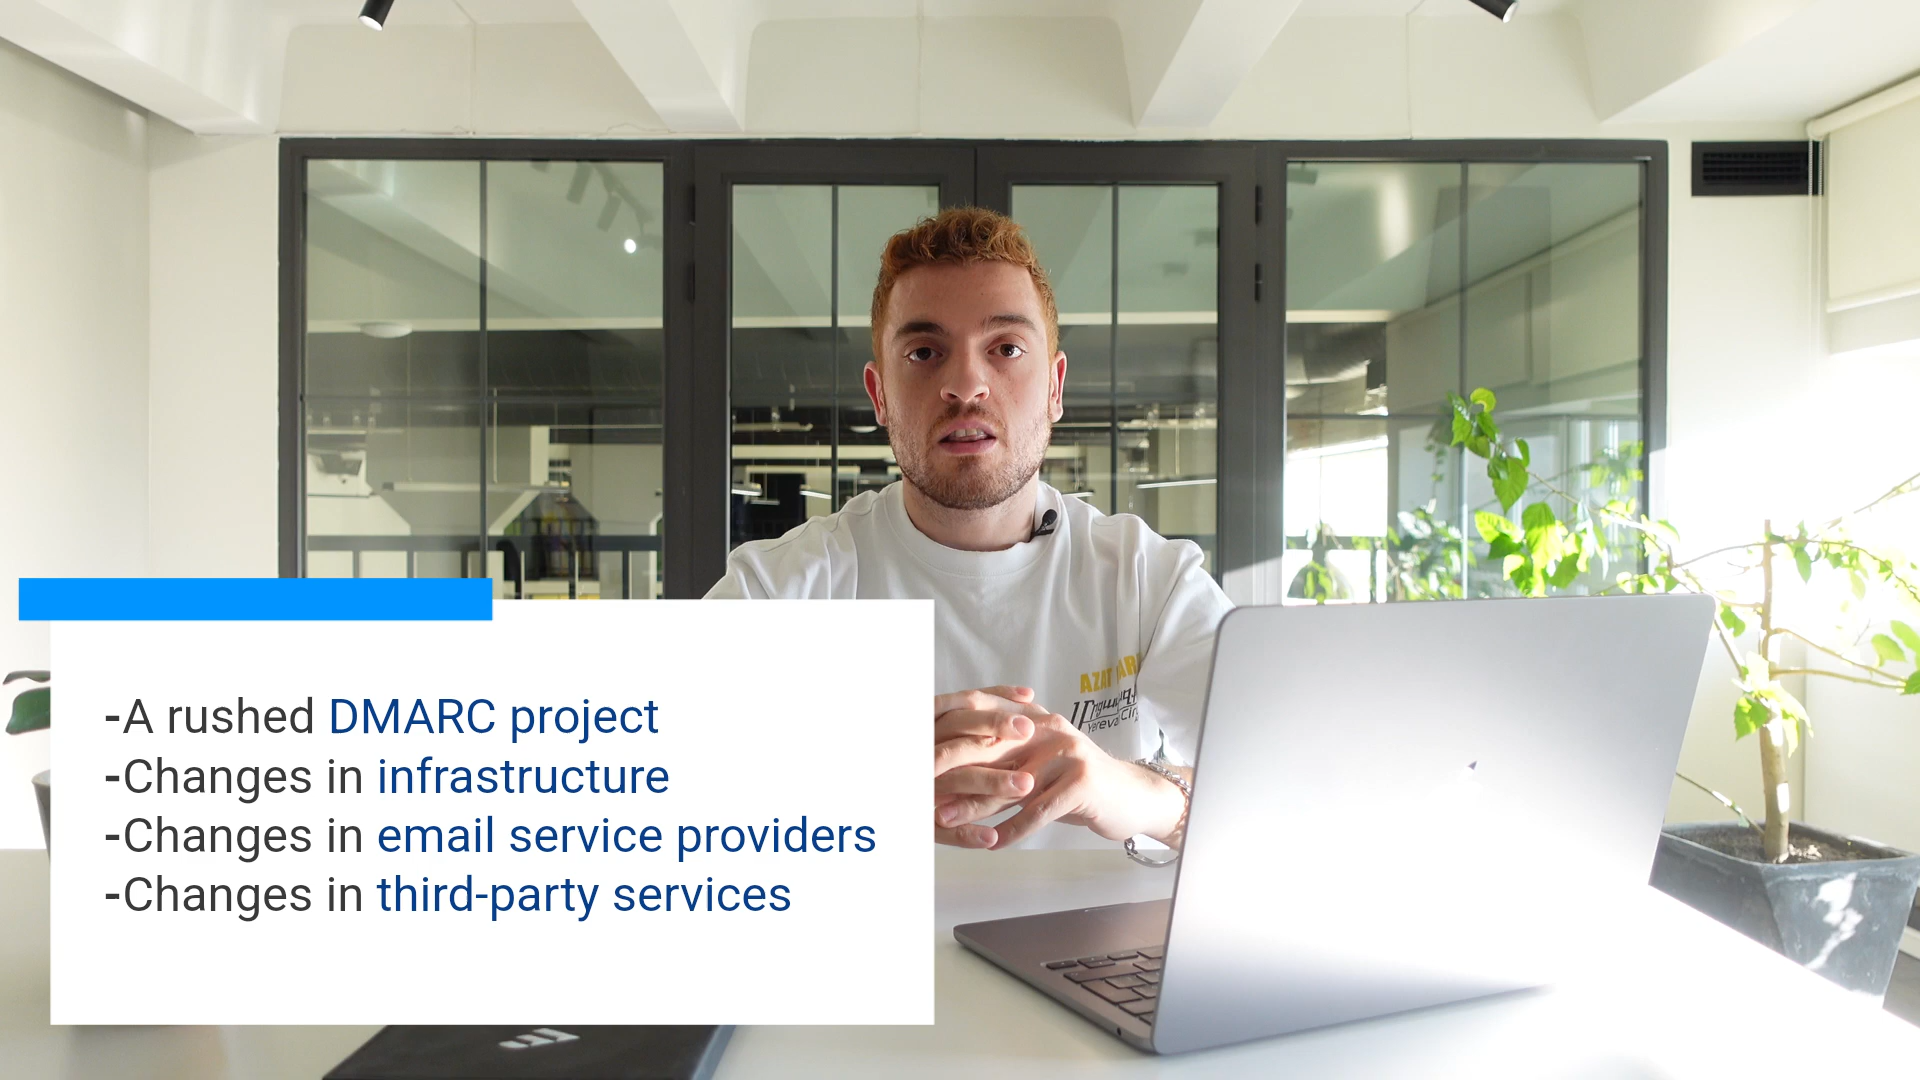 -A rushed DMARC project
-Changes in infrastructure
-Changes in email service providers
-Changes in third-party services